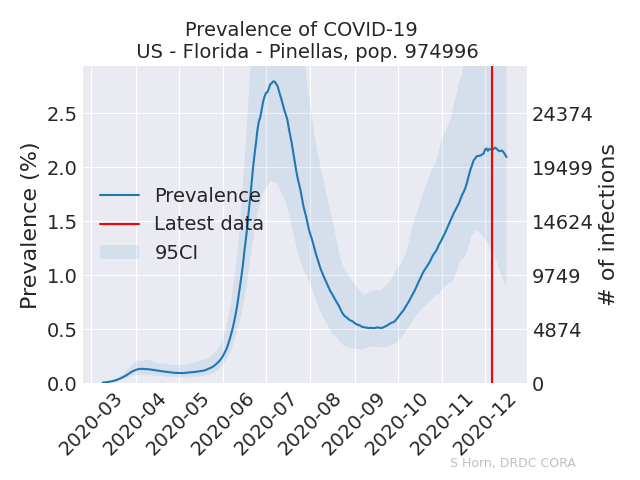 Prevalence of COVID-19
US - Florida - Pinellas, pop. 974996
Prevalence (%)
2.5
2.0
1.5
1.0
0.5
0.0
Prevalence
Latest data
95CI
24374
19499
14624
9749
4874
0
# of infections
2020-03
2020-04
2020-05
2020-06
2020-07
2020-08
2020-09
2020-10
2020-11
2020-12
S Horn, DRDC CORA